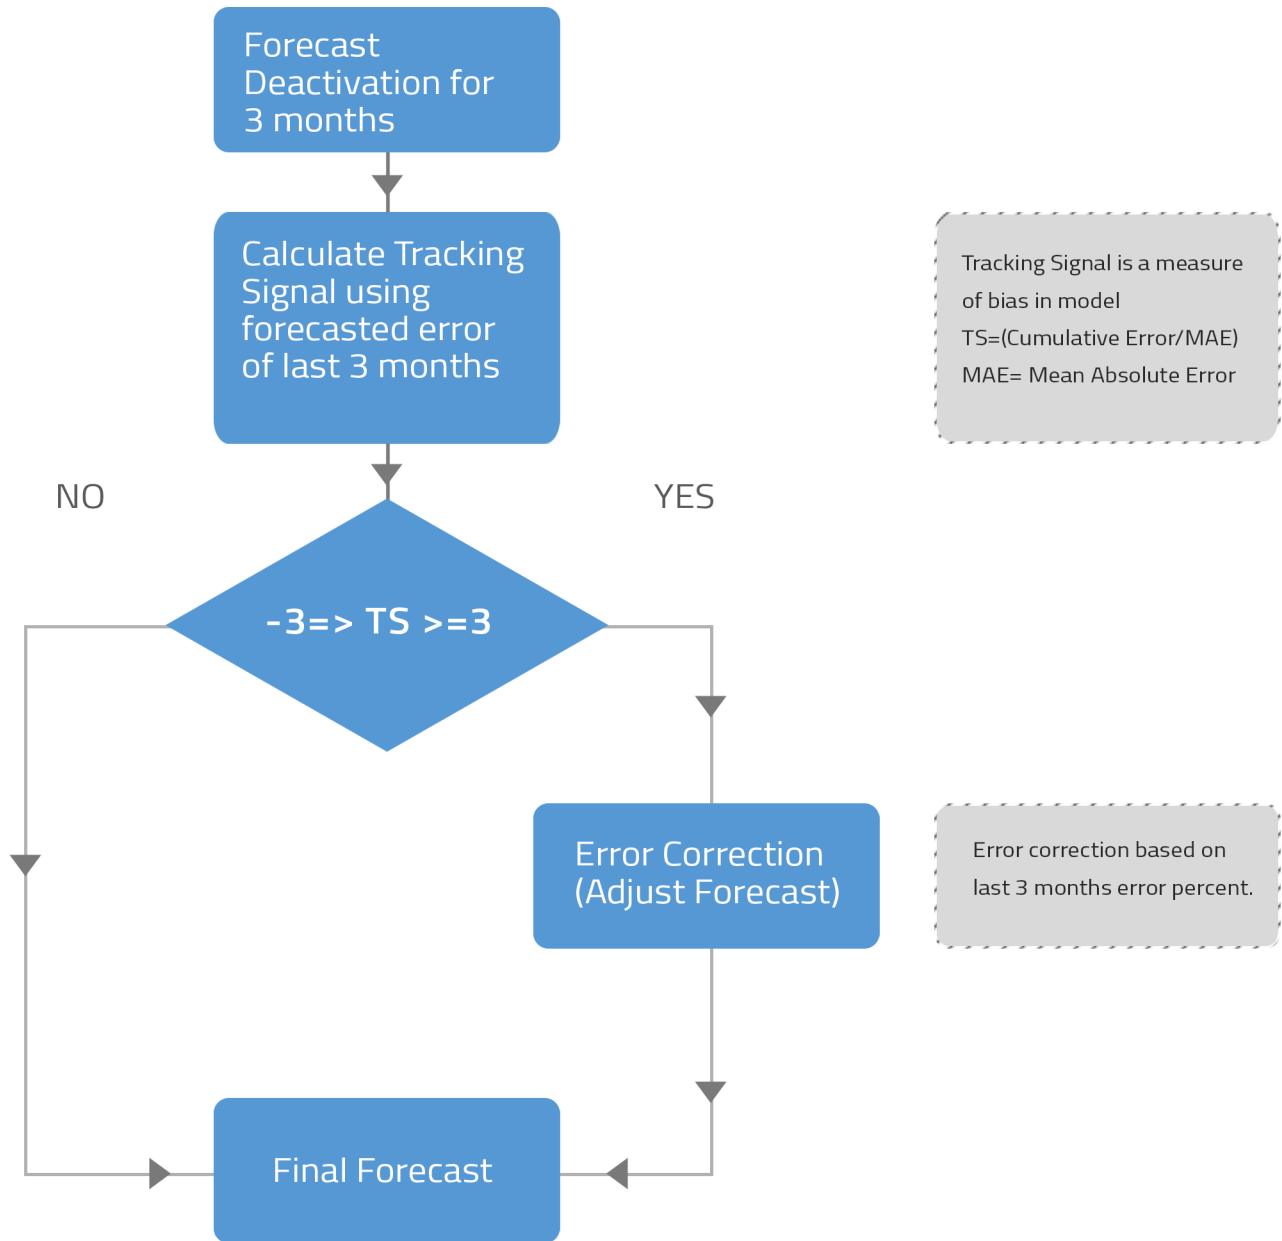 Forecast
Deactivation for
3 months
Calculate Tracking
Signal using
forecasted error
of last 3 months
Tracking Signal is a measure
of bias in model
TS=(Cumulative Error/MAE)
MAE= Mean Absolute Error
NO
YES
-3=> TS >=3
Error Correction
(Adjust Forecast)
Error correction based on
last 3 months error percent.
Final Forecast